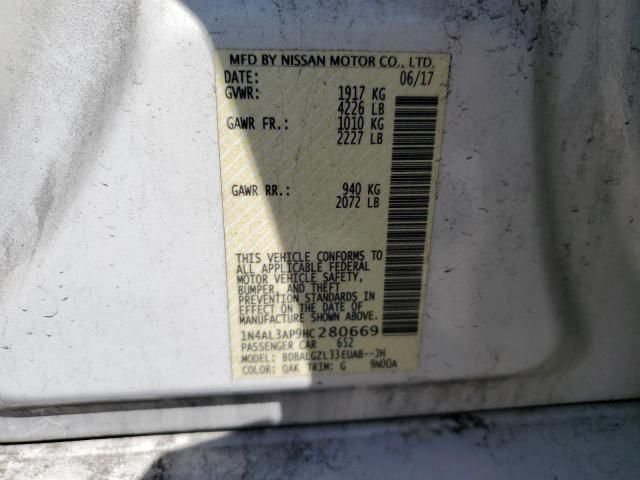 MFD BY NISSAN MOTOR CO., LTD.
DATE: 06/17
GVWR: 1917 KG
4226 LB
GAWR FR.: 1010 KG
2227 LB
GAWR RR.: 940 KG
2072 LB
THIS VEHICLE CONFORMS TO
ALL APPLICABLE FEDERAL
MOTOR VEHICLE SAFETY,
BUMPER, AND THEFT
PREVENTION STANDARDS IN
EFFECT ON THE DATE OF
MANUFACTURE SHOWN ABOVE.
1N4AL3AP9HC280669
PASSENGER CAR 652
MODEL: BDBALGZL33EUAB--JH
COLOR: QAK TRIM: G 9N00A